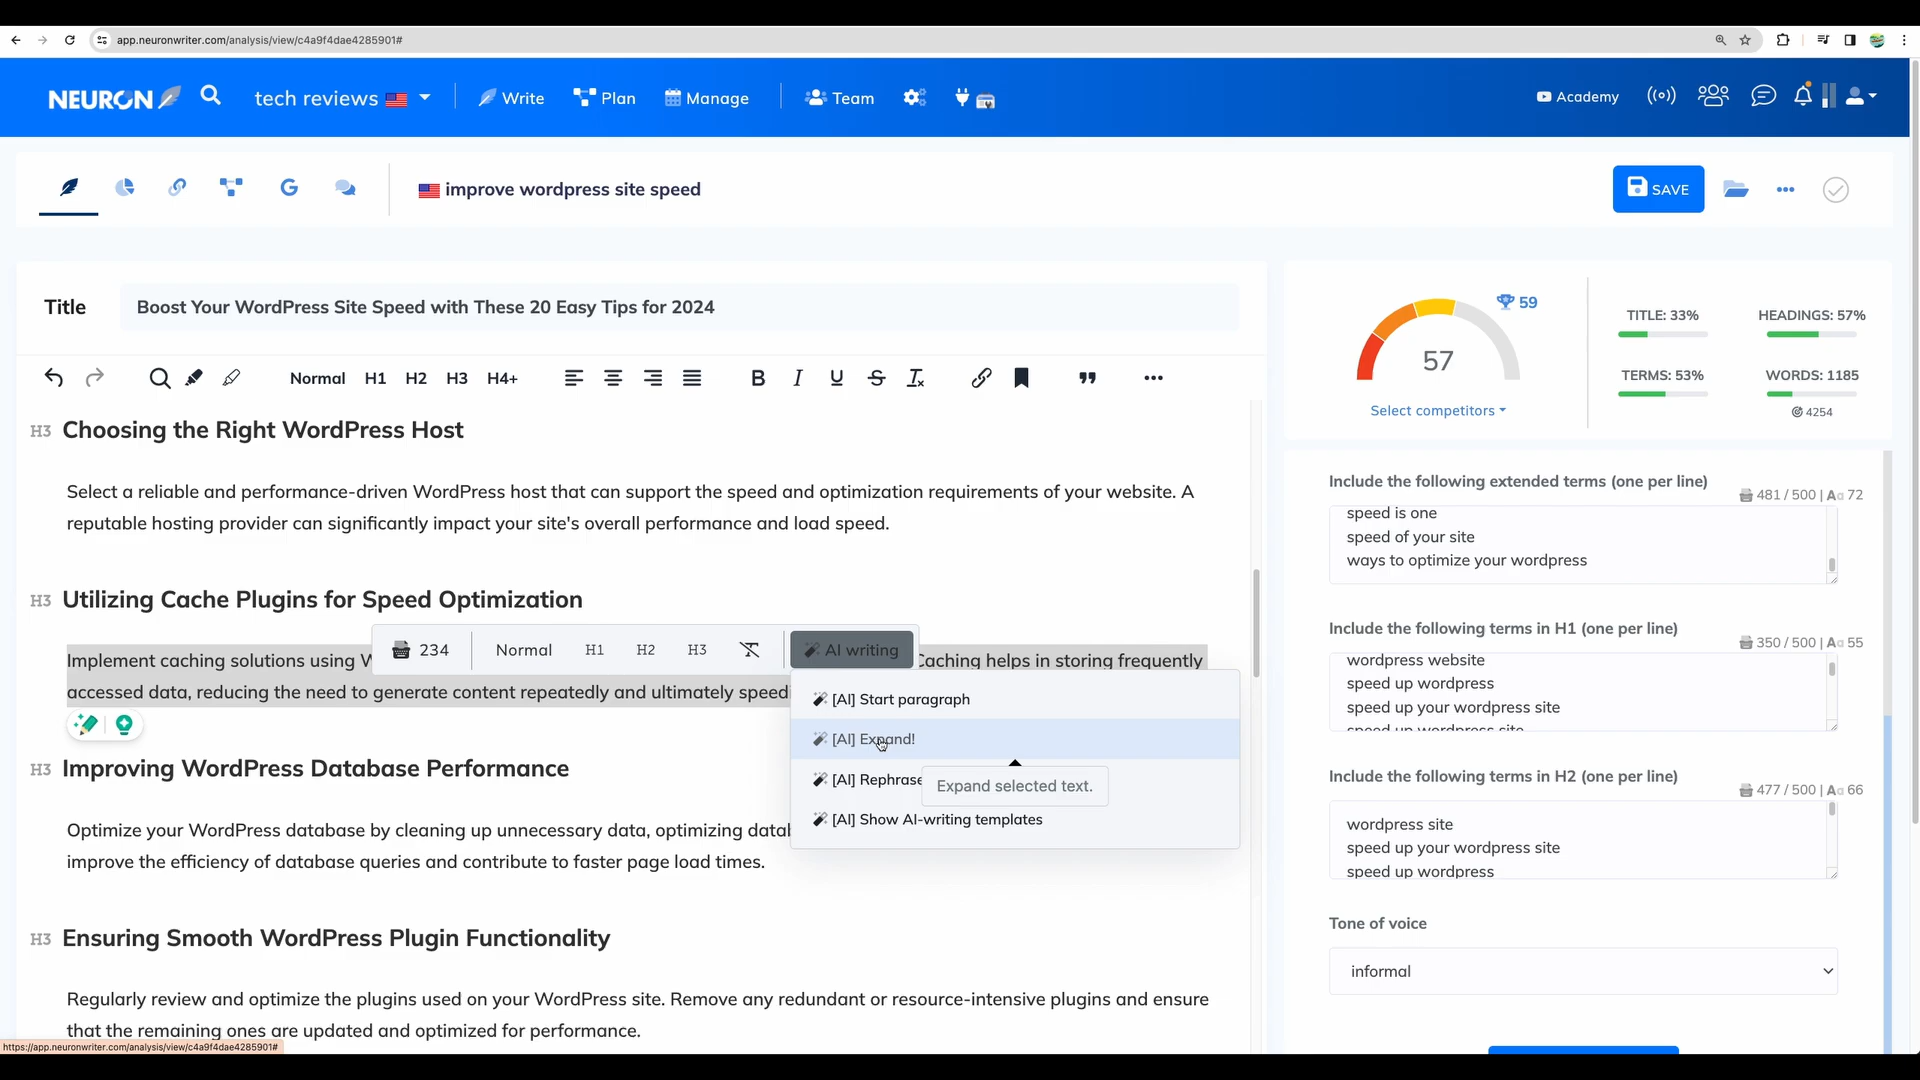 app.neuronwriter.com/analysis/view/c4a9f4dae4285901#
NEURON
tech reviews
Write
Plan
Manage
Team
Academy
improve wordpress site speed
SAVE
Title
Boost Your WordPress Site Speed with These 20 Easy Tips for 2024
Normal H1 H2 H3 H4+
59
57
Select competitors
TITLE: 33%
HEADINGS: 57%
TERMS: 53%
WORDS: 1185
4254
H3 Choosing the Right WordPress Host
Select a reliable and performance-driven WordPress host that can support the speed and optimization requirements of your website. A
reputable hosting provider can significantly impact your site's overall performance and load speed.
H3 Utilizing Cache Plugins for Speed Optimization
234 Normal H1 H2 H3 AI writing
Implement caching solutions using Caching helps in storing frequently
accessed data, reducing the need to generate content repeatedly and ultimately
[AI] Start paragraph
[AI] Expand!
[AI] Rephrase
Expand selected text.
[AI] Show AI-writing templates
H3 Improving WordPress Database Performance
Optimize your WordPress database by cleaning up unnecessary data, optimizing
improve the efficiency of database queries and contribute to faster page load times.
H3 Ensuring Smooth WordPress Plugin Functionality
Regularly review and optimize the plugins used on your WordPress site. Remove any redundant or resource-intensive plugins and ensure
that the remaining ones are updated and optimized for performance.
Include the following extended terms (one per line)
481 / 500 | Aa 72
speed is one
speed of your site
ways to optimize your wordpress
Include the following terms in H1 (one per line)
350 / 500 | Aa 55
wordpress website
speed up wordpress
speed up your wordpress site
speed up wordpress site
Include the following terms in H2 (one per line)
477 / 500 | Aa 66
wordpress site
speed up your wordpress site
speed up wordpress
Tone of voice
informal
https://app.neuronwriter.com/analysis/view/c4a9f4dae4285901#